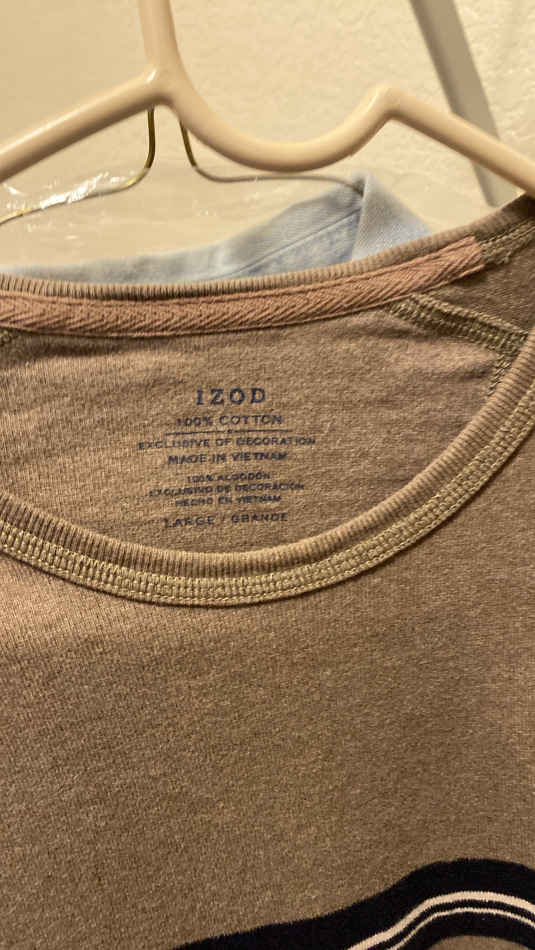 IZOD
100% COTTON
EXCLUSIVE OF DECORATION
MADE IN VIETNAM
100% ALGODÓN
EXCLUSIVO DE DECORACIÓN
HECHO EN VIETNAM
LARGE / GRANDE